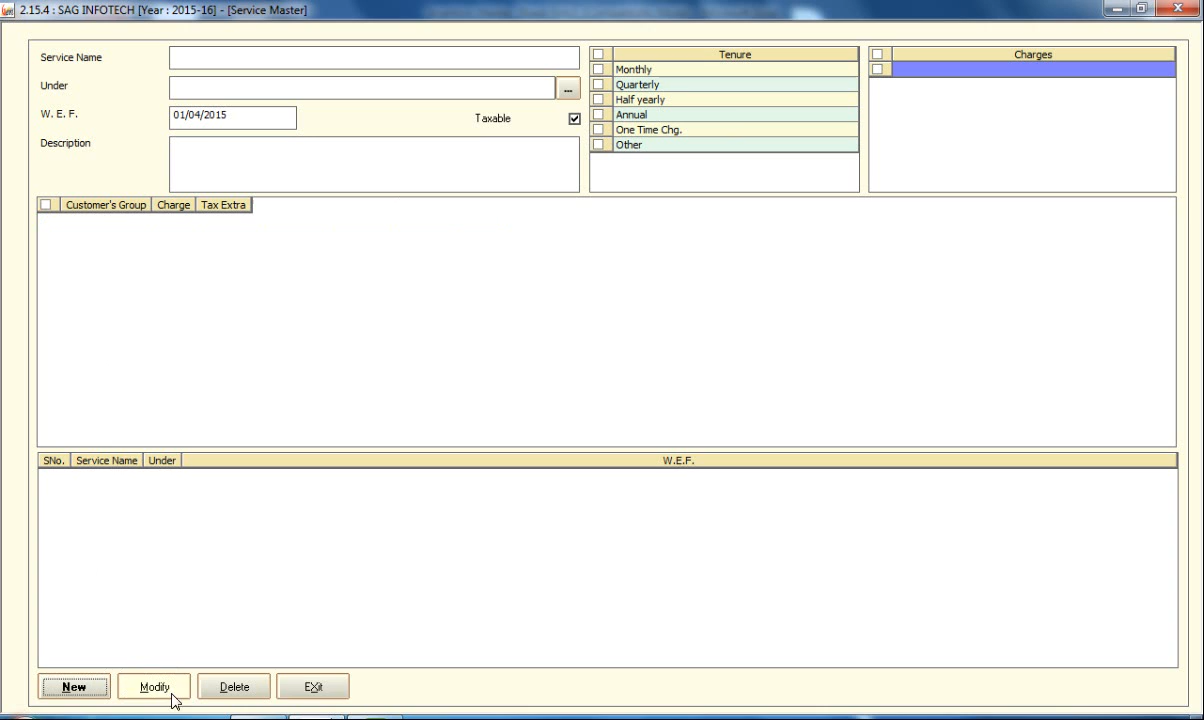 2.15.4 : SAG INFOTECH [Year : 2015-16] - [Service Master]
Service Name
Under
...
W. E. F.
01/04/2015
Taxable
Description
Tenure
Monthly
Quarterly
Half yearly
Annual
One Time Chg.
Other
Charges
Customer's Group Charge Tax Extra
SNo. Service Name Under W.E.F.
New Modify Delete EXit